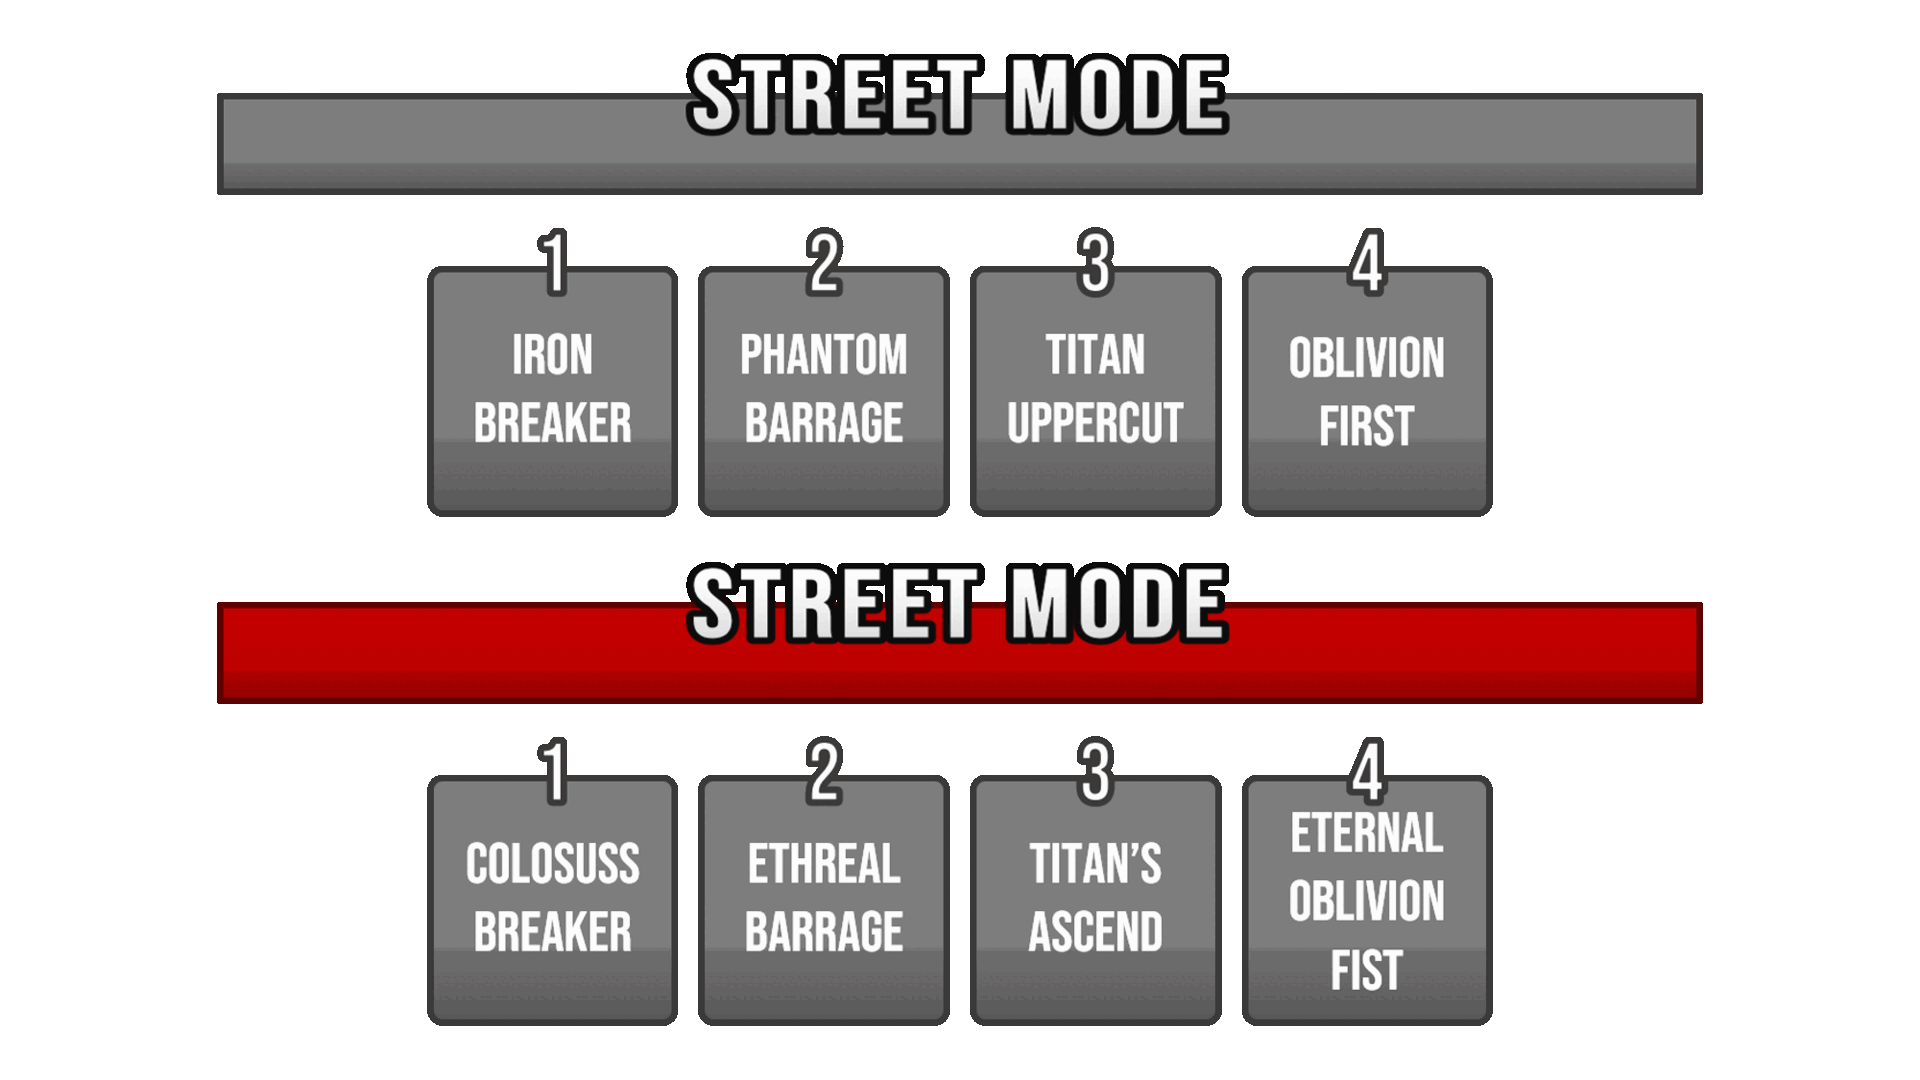 STREET MODE
1 2 3 4
IRON PHANTOM TITAN OBLIVION
BREAKER BARRAGE UPPERCUT FIRST
STREET MODE
1 2 3 4
COLOSUSS
BREAKER
ETHREAL
BARRAGE
TITAN'S
ASCEND
ETERNAL
OBLIVION
FIST